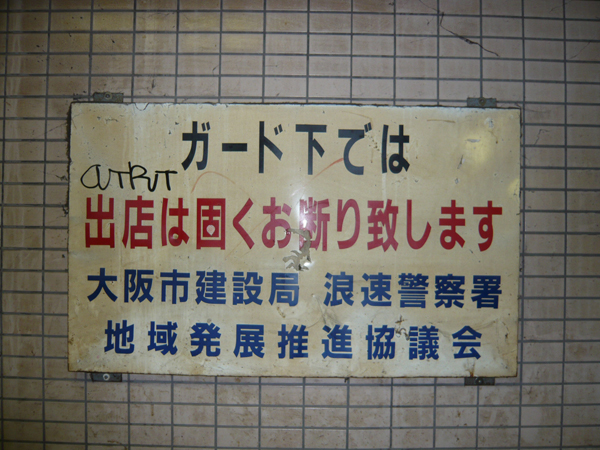 ガード下では
出店は固くお断り致します
大阪市建設局 浪速警察署
地域発展推進協議会